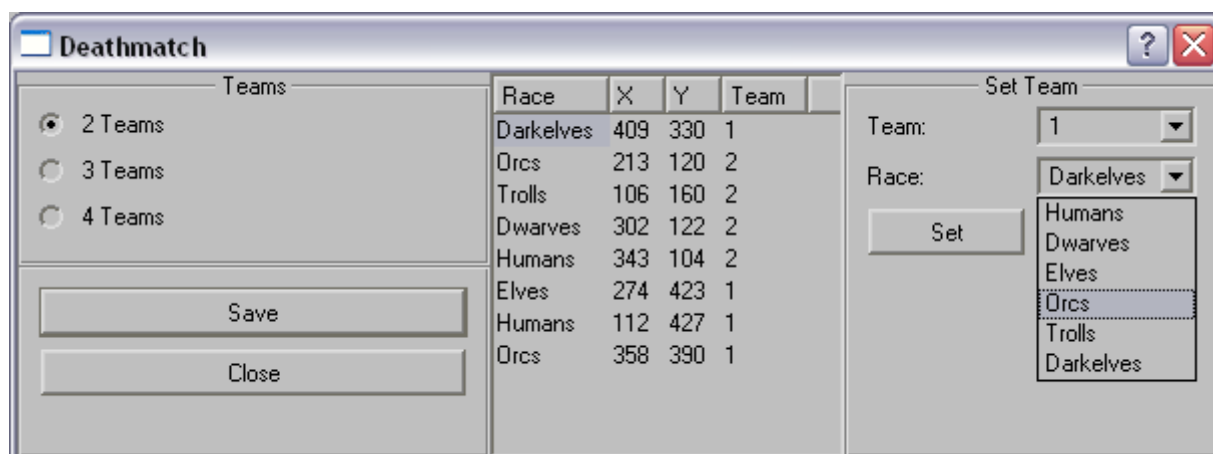 Deathmatch
Teams
2 Teams
3 Teams
4 Teams
Save
Close
Race X Y Team
Darkelves 409 330 1
Orcs 213 120 2
Trolls 106 160 2
Dwarves 302 122 2
Humans 343 104 2
Elves 274 423 1
Humans 112 427 1
Orcs 358 390 1
Set Team
Team: 1
Race: Darkelves
Set
Humans
Dwarves
Elves
Orcs
Trolls
Darkelves